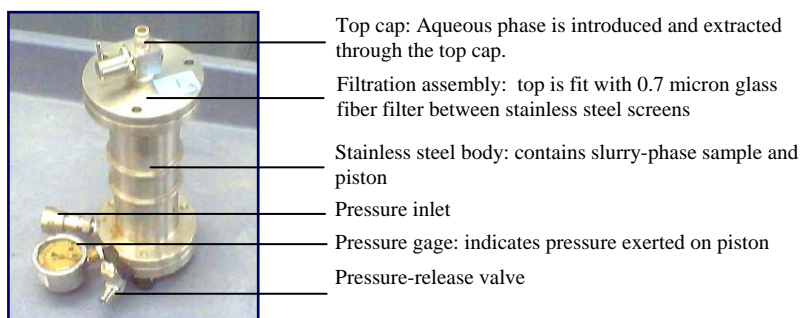 Top cap: Aqueous phase is introduced and extracted
through the top cap.
Filtration assembly:  top is fit with 0.7 micron glass
fiber filter between stainless steel screens
Stainless steel body: contains slurry-phase sample and
piston
Pressure inlet
Pressure gage: indicates pressure exerted on piston
Pressure-release valve